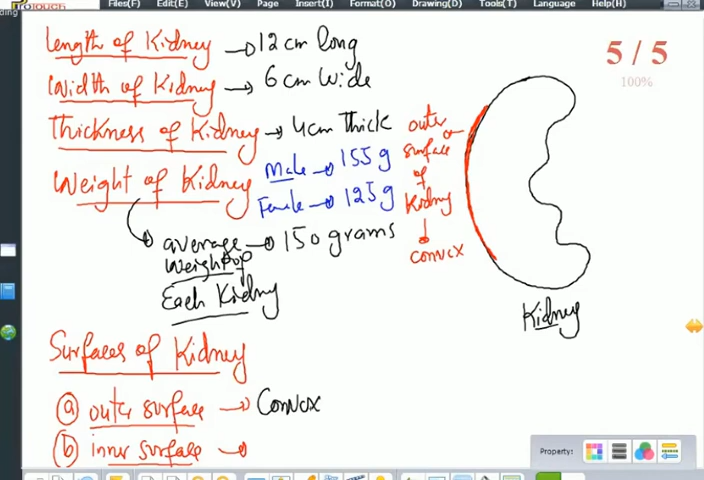 ProTouch Files(F) Edit(E) View(V) Page Insert(I) Format(O) Drawing(D) Tools(T) Language Help(H)
length of Kidney → 12 cm long
Width of Kidney → 6 cm Wide
Thickness of Kidney → 4 cm Thick
Weight of Kidney
Male → 155 g
Female → 125 g
average → 150 grams
Weight of
Each Kidney
Surfaces of Kidney
(a) outer surface → Convex
(b) inner surface →
5 / 5
100%
outer
surface
of
Kidney
convex
Kidney
Property: